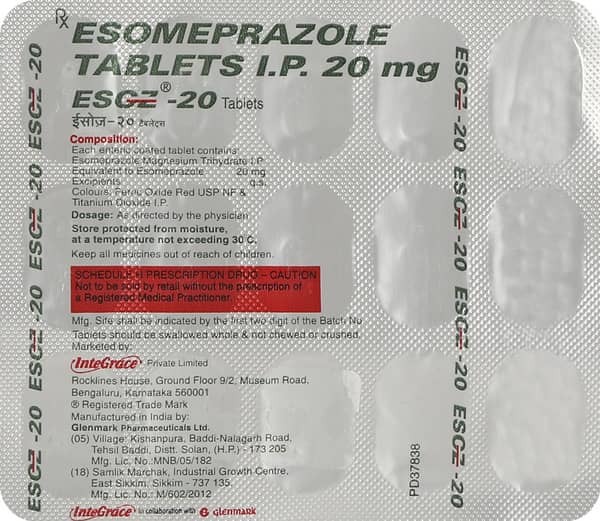 Rx ESOMEPRAZOLE
TABLETS I.P. 20 mg
ESOZ® -20 Tablets
ईसोज़-२० टैबलेट्स
Composition:
Each enteric coated tablet contains:
Esomeprazole Magnesium Trihydrate I.P.
Equivalent to Esomeprazole 20 mg
Excipients q.s.
Colours: Ferric Oxide Red USP NF &
Titanium Dioxide I.P.
Dosage: As directed by the physician
Store protected from moisture,
at a temperature not exceeding 30°C.
Keep all medicines out of reach of children.
SCHEDULE H PRESCRIPTION DRUG – CAUTION
Not to be sold by retail without the prescription of
a Registered Medical Practitioner.
Mfg. Site shall be indicated by the first two digit of the Batch No
Tablets should be swallowed whole & not chewed or crushed.
Marketed by:
InteGrace Private Limited
Rocklines House, Ground Floor 9/2, Museum Road,
Bengaluru, Karnataka 560001
® Registered Trade Mark
Manufactured in India by:
Glenmark Pharmaceuticals Ltd.
(05) Village: Kishanpura, Baddi-Nalagarh Road,
Tehsil Baddi, Distt. Solan, (H.P.) - 173 205
Mfg. Lic. No.:MNB/05/182
(18) Samlik Marchak, Industrial Growth Centre,
East Sikkim, Sikkim - 737 135.
Mfg. Lic. No.: M/602/2012
InteGrace In collaboration with G glenmark
PD37838
ESOZ -20
ESOZ -20
ESOZ -20
ESOZ -20
ESOZ -20
ESOZ -20
ESOZ -20
ESOZ -20